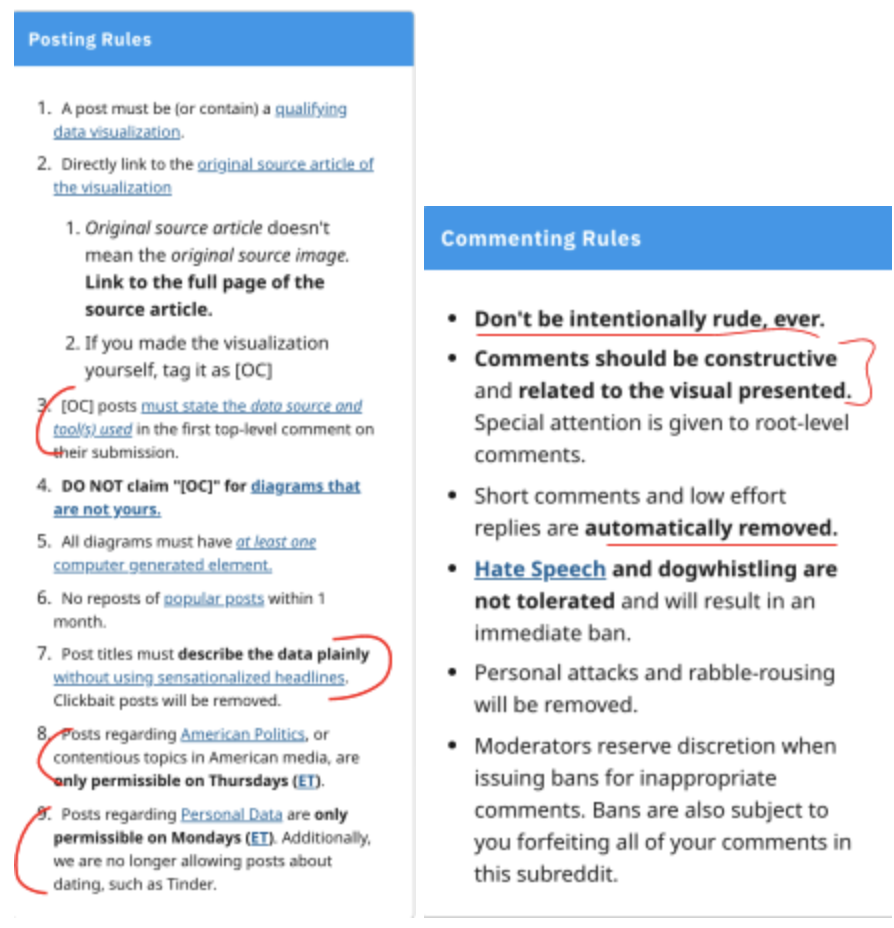 Posting Rules
1. A post must be (or contain) a qualifying
data visualization.
2. Directly link to the original source article of
the visualization
1. Original source article doesn't
mean the original source image.
Link to the full page of the
source article.
2. If you made the visualization
yourself, tag it as [OC]
3. [OC] posts must state the data source and
tool(s) used in the first top-level comment on
their submission.
4. DO NOT claim "[OC]" for diagrams that
are not yours.
5. All diagrams must have at least one
computer generated element.
6. No reposts of popular posts within 1
month.
7. Post titles must describe the data plainly
without using sensationalized headlines.
Clickbait posts will be removed.
8. Posts regarding American Politics, or
contentious topics in American media, are
only permissible on Thursdays (ET).
9. Posts regarding Personal Data are only
permissible on Mondays (ET). Additionally,
we are no longer allowing posts about
dating, such as Tinder.
Commenting Rules
• Don't be intentionally rude, ever.
• Comments should be constructive
and related to the visual presented.
Special attention is given to root-level
comments.
• Short comments and low effort
replies are automatically removed.
• Hate Speech and dogwhistling are
not tolerated and will result in an
immediate ban.
• Personal attacks and rabble-rousing
will be removed.
• Moderators reserve discretion when
issuing bans for inappropriate
comments. Bans are also subject to
you forfeiting all of your comments in
this subreddit.